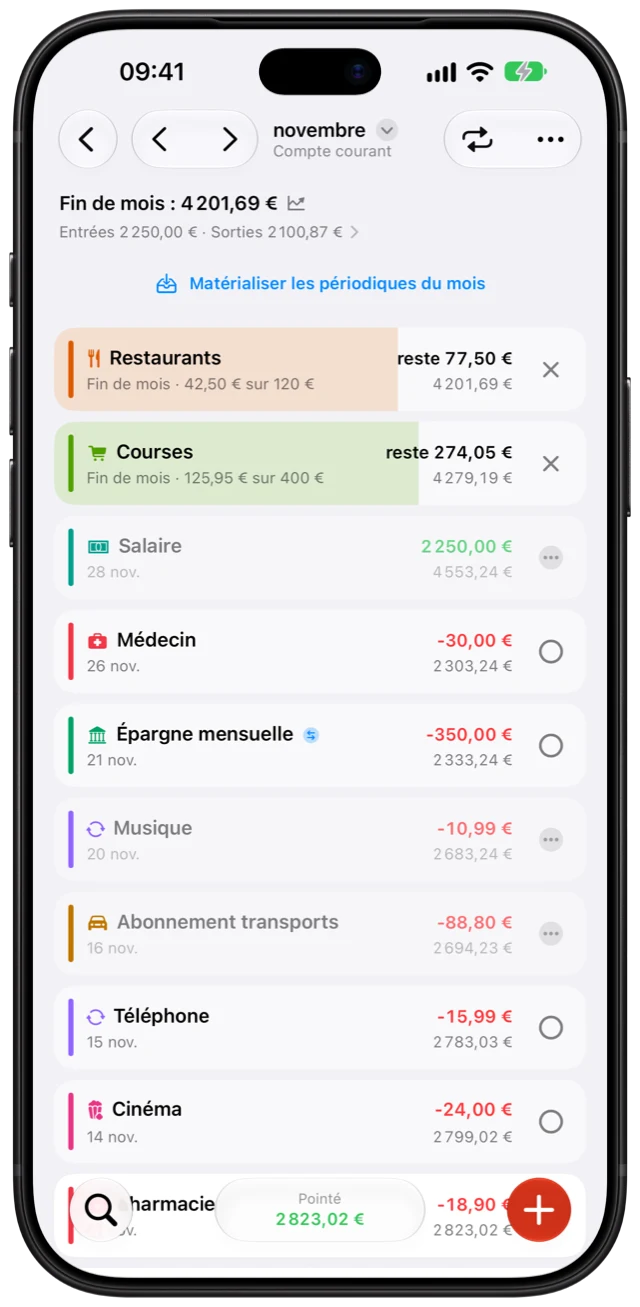 09:41
novembre
Compte courant
Fin de mois : 4 201,69 €
Entrées 2 250,00 € · Sorties 2 100,87 €
Matérialiser les périodiques du mois
Restaurants
reste 77,50 €
Fin de mois · 42,50 € sur 120 €
4 201,69 €
Courses
reste 274,05 €
Fin de mois · 125,95 € sur 400 €
4 279,19 €
Salaire
2 250,00 €
28 nov.
4 553,24 €
Médecin
-30,00 €
26 nov.
2 303,24 €
Épargne mensuelle
-350,00 €
21 nov.
2 333,24 €
Musique
-10,99 €
20 nov.
2 683,24 €
Abonnement transports
-88,80 €
16 nov.
2 694,23 €
Téléphone
-15,99 €
15 nov.
2 783,03 €
Cinéma
-24,00 €
14 nov.
2 799,02 €
harmacie
-18,90 €
2 823,02 €
Pointé
2 823,02 €